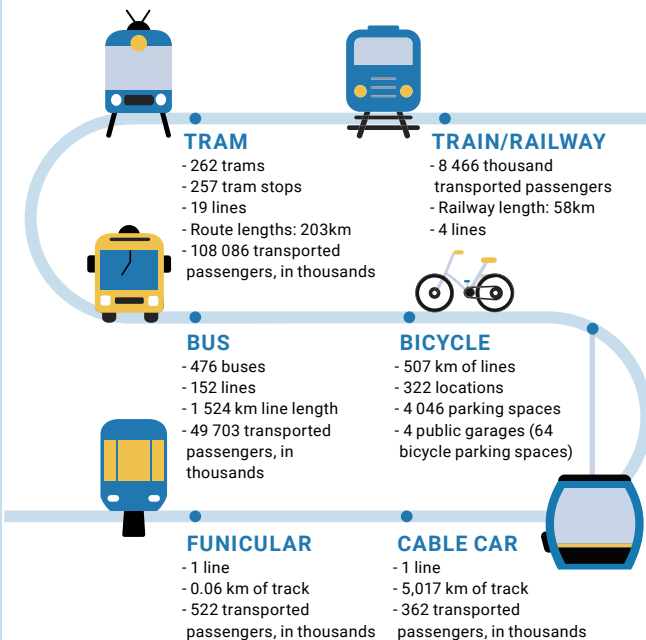 TRAM
- 262 trams
- 257 tram stops
- 19 lines
- Route lengths: 203km
- 108 086 transported
passengers, in thousands
TRAIN/RAILWAY
- 8 466 thousand
transported passengers
- Railway length: 58km
- 4 lines
BUS
- 476 buses
- 152 lines
- 1 524 km line length
- 49 703 transported
passengers, in
thousands
BICYCLE
- 507 km of lines
- 322 locations
- 4 046 parking spaces
- 4 public garages (64
bicycle parking spaces)
FUNICULAR
- 1 line
- 0.06 km of track
- 522 transported
passengers, in thousands
CABLE CAR
- 1 line
- 5,017 km of track
- 362 transported
passengers, in thousands